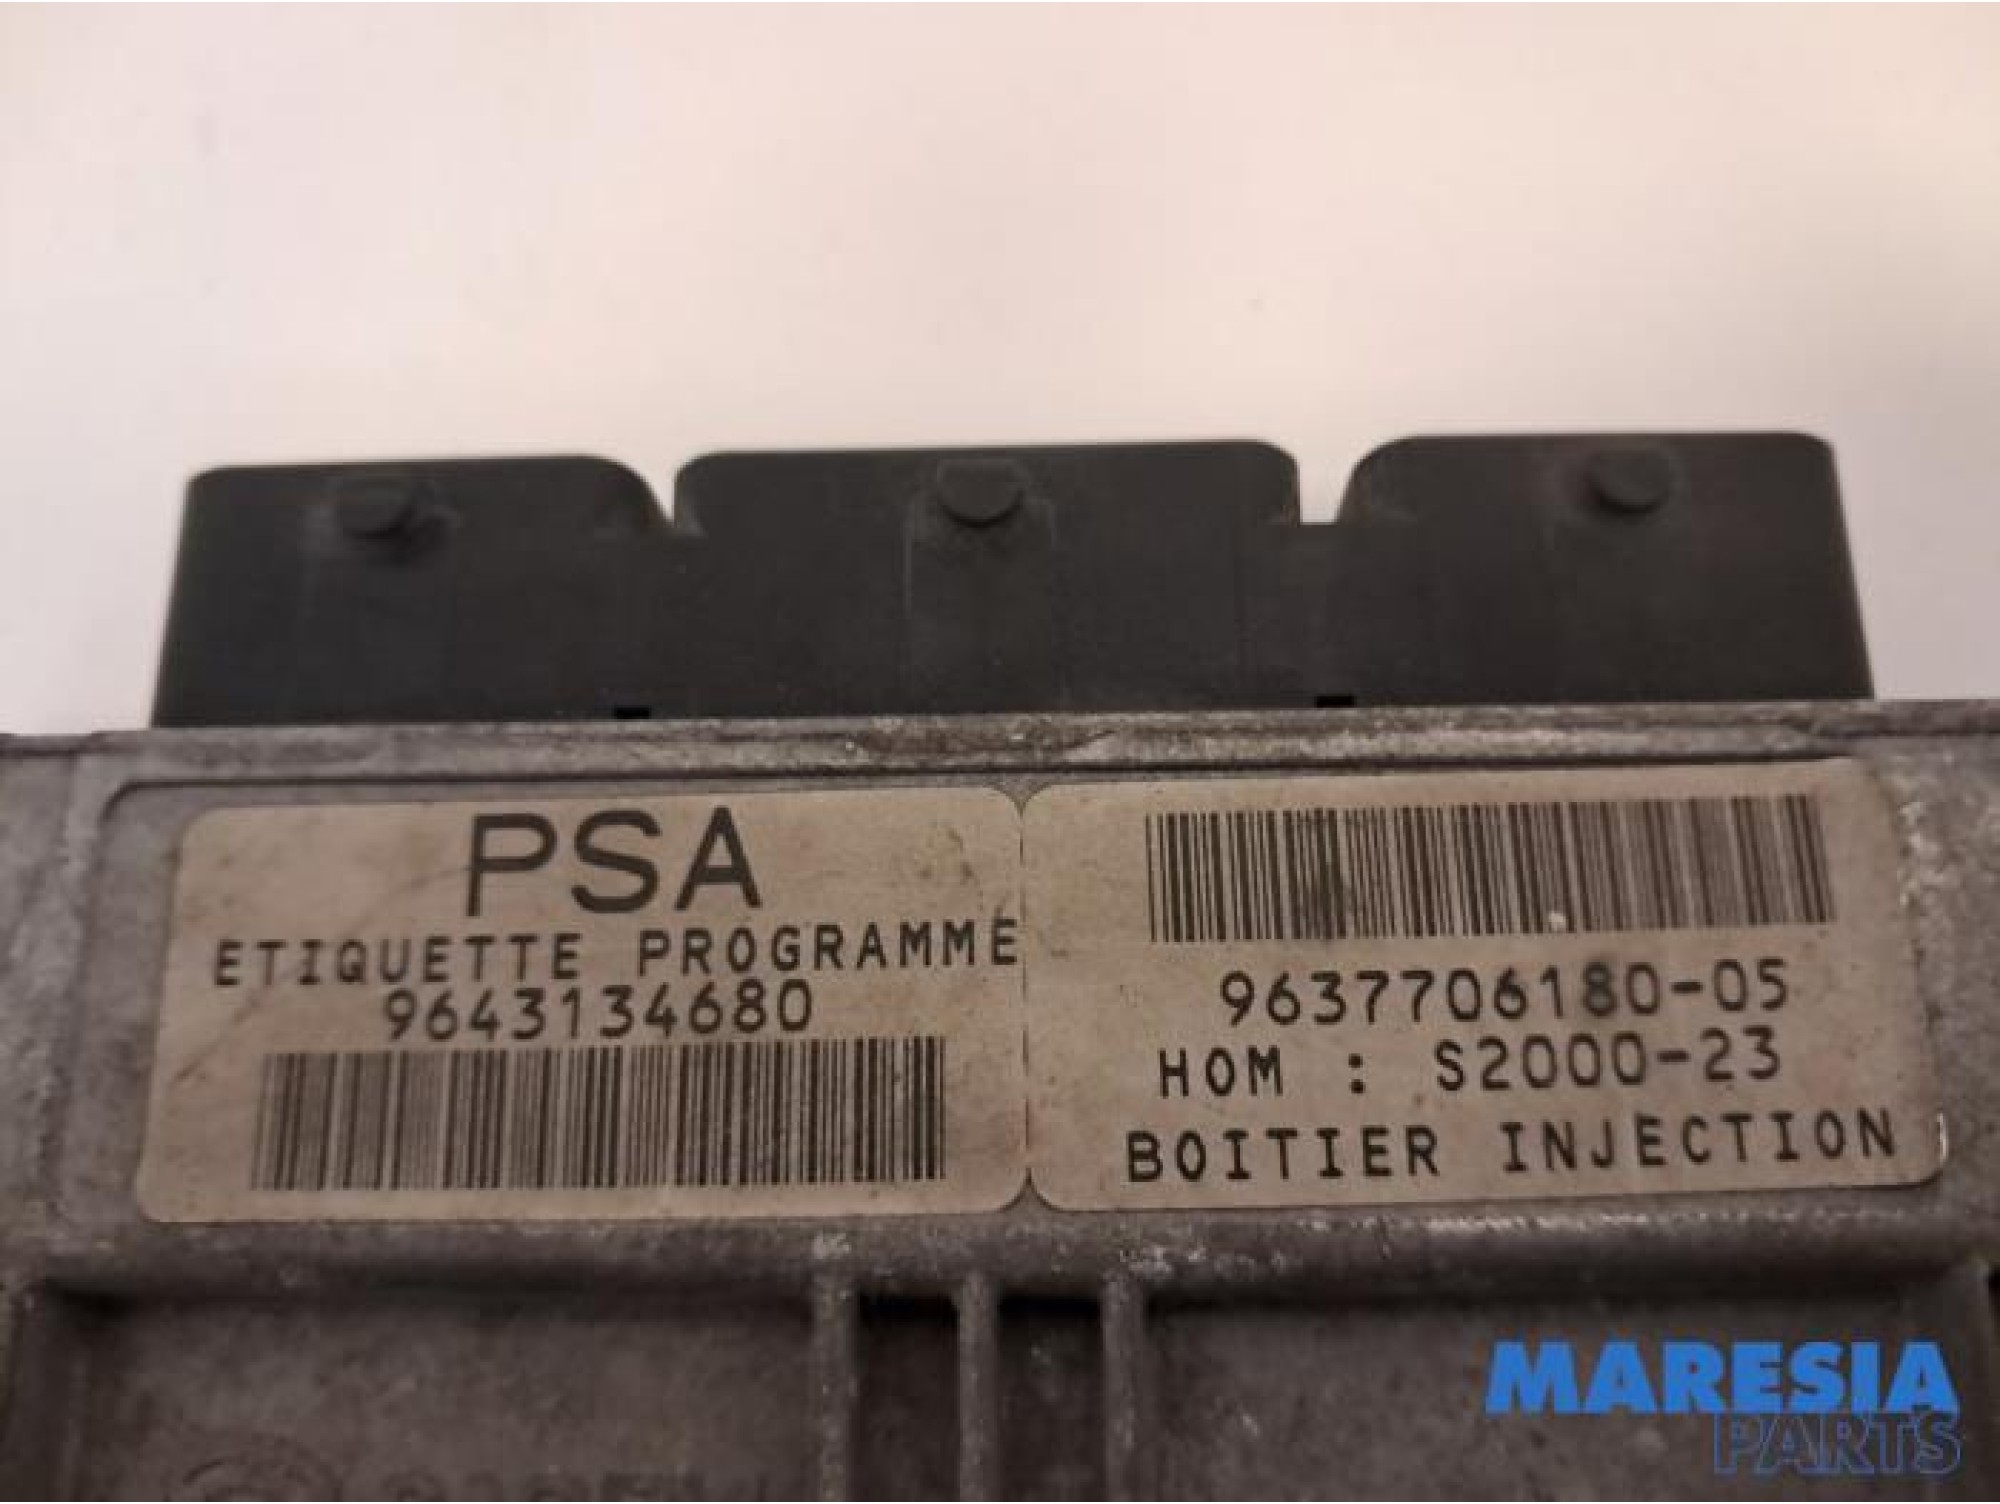 PSA
ETIQUETTE PROGRAMME
9643134680
9637706180-05
HOM : S2000-23
BOITIER INJECTION
MARESIA
PARTS